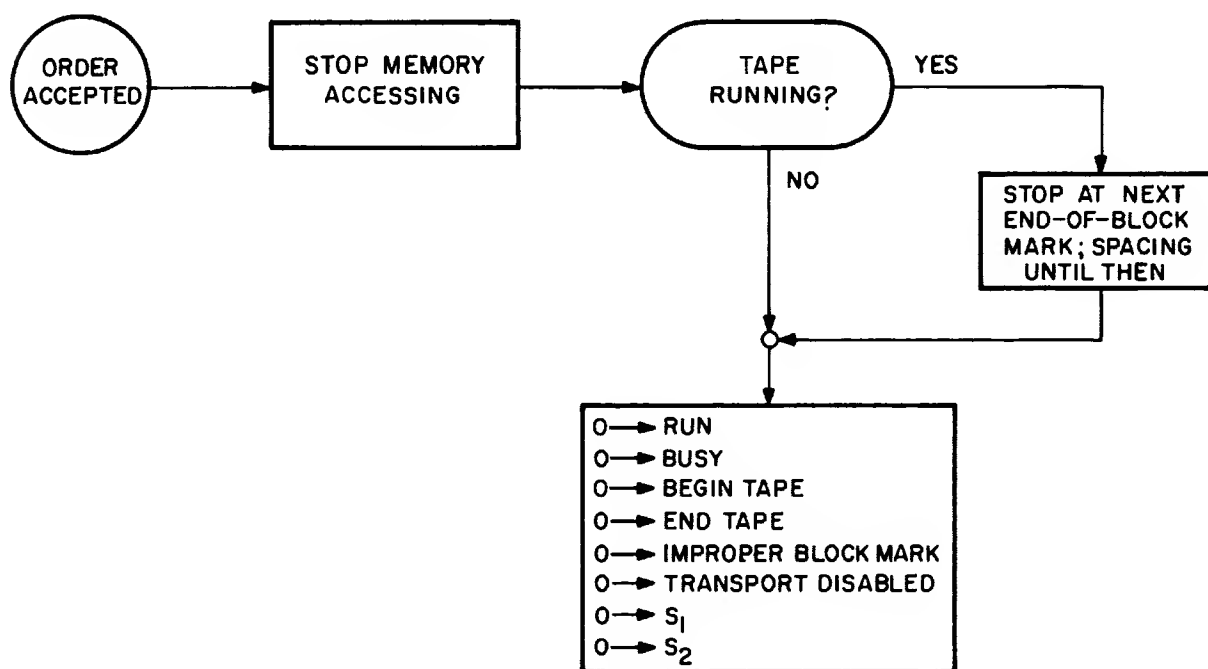 ORDER
ACCEPTED
STOP MEMORY
ACCESSING
TAPE
RUNNING?
YES
NO
STOP AT NEXT
END-OF-BLOCK
MARK; SPACING
UNTIL THEN
0→RUN
0→BUSY
0→BEGIN TAPE
0→END TAPE
0→IMPROPER BLOCK MARK
0→TRANSPORT DISABLED
0→S₁
0→S₂